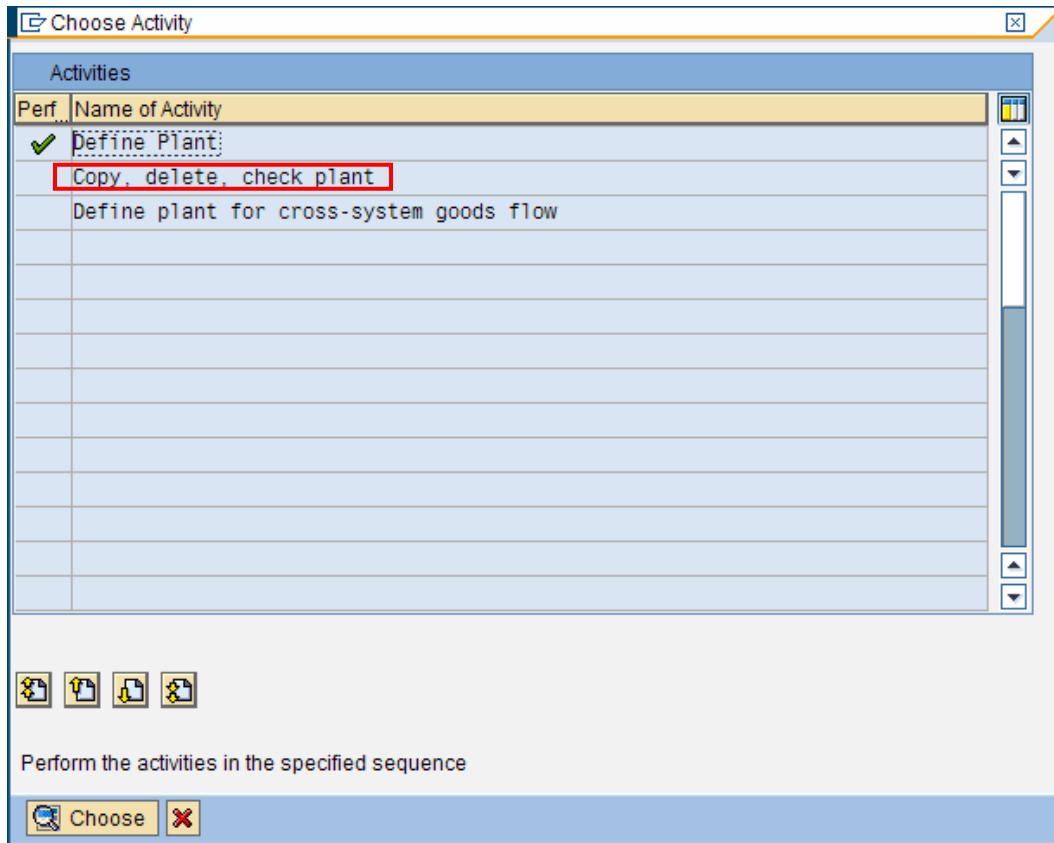 Choose Activity
Activities
Perf... Name of Activity
Define Plant
Copy, delete, check plant
Define plant for cross-system goods flow
Perform the activities in the specified sequence
Choose